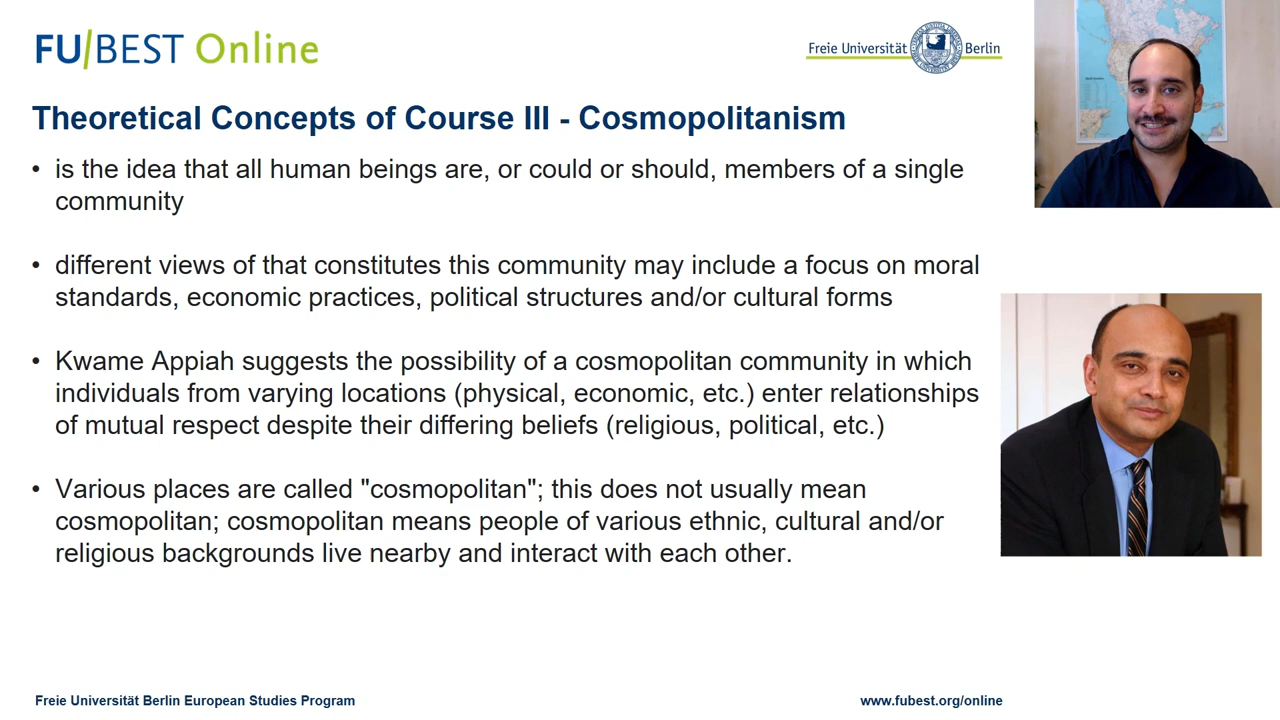 FU/BEST Online
Freie Universität Berlin
Theoretical Concepts of Course III - Cosmopolitanism
• is the idea that all human beings are, or could or should, members of a single
community
• different views of that constitutes this community may include a focus on moral
standards, economic practices, political structures and/or cultural forms
• Kwame Appiah suggests the possibility of a cosmopolitan community in which
individuals from varying locations (physical, economic, etc.) enter relationships
of mutual respect despite their differing beliefs (religious, political, etc.)
• Various places are called "cosmopolitan"; this does not usually mean
cosmopolitan; cosmopolitan means people of various ethnic, cultural and/or
religious backgrounds live nearby and interact with each other.
Freie Universität Berlin European Studies Program
www.fubest.org/online